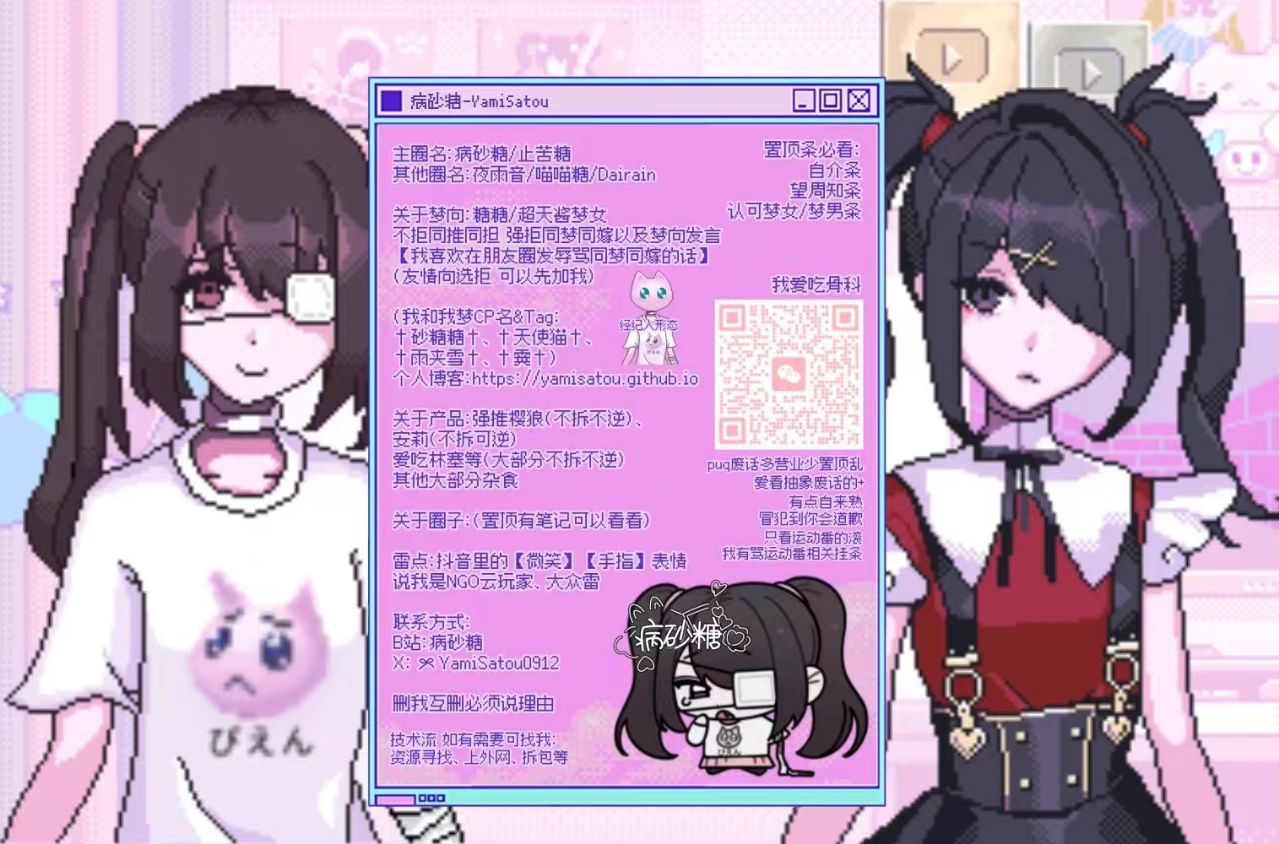 病砂糖-YamiSatou
主圈名:病砂糖/止苦糖
其他圈名:夜雨音/喵喵糖/Dairain
关于梦向:糖糖/超天酱梦女
不拒同推同担 强拒同梦同嫁以及梦向发言
【我喜欢在朋友圈发辱骂同梦同嫁的话】
(友情向选拒 可以先加我)
(我和我梦CP名&Tag:
†砂糖糖†、†天使猫†、
†雨夹雪†、†粪†)
个人博客:https://yamisatou.github.io
经纪人形态
关于产品:强推樱狼(不拆不逆)、
安莉(不拆可逆)
爱吃林塞等(大部分不拆不逆)
其他大部分杂食
关于圈子:(置顶有笔记可以看看)
雷点:抖音里的【微笑】【手指】表情
说我是NGO云玩家、大众雷
联系方式:
B站:病砂糖
X: YamiSatou0912
删我互删必须说理由
技术流 如有需要可找我:
资源寻找、上外网、拆包等
置顶条必看:
自介条
望周知条
认可梦女/梦男条
我爱吃骨科
puq废话多营业少置顶乱
爱看抽象废话的+
有点自来熟
冒犯到你会道歉
只看运动番的滚
我有骂运动番相关挂条
病砂糖
ぴえん
ぴえん